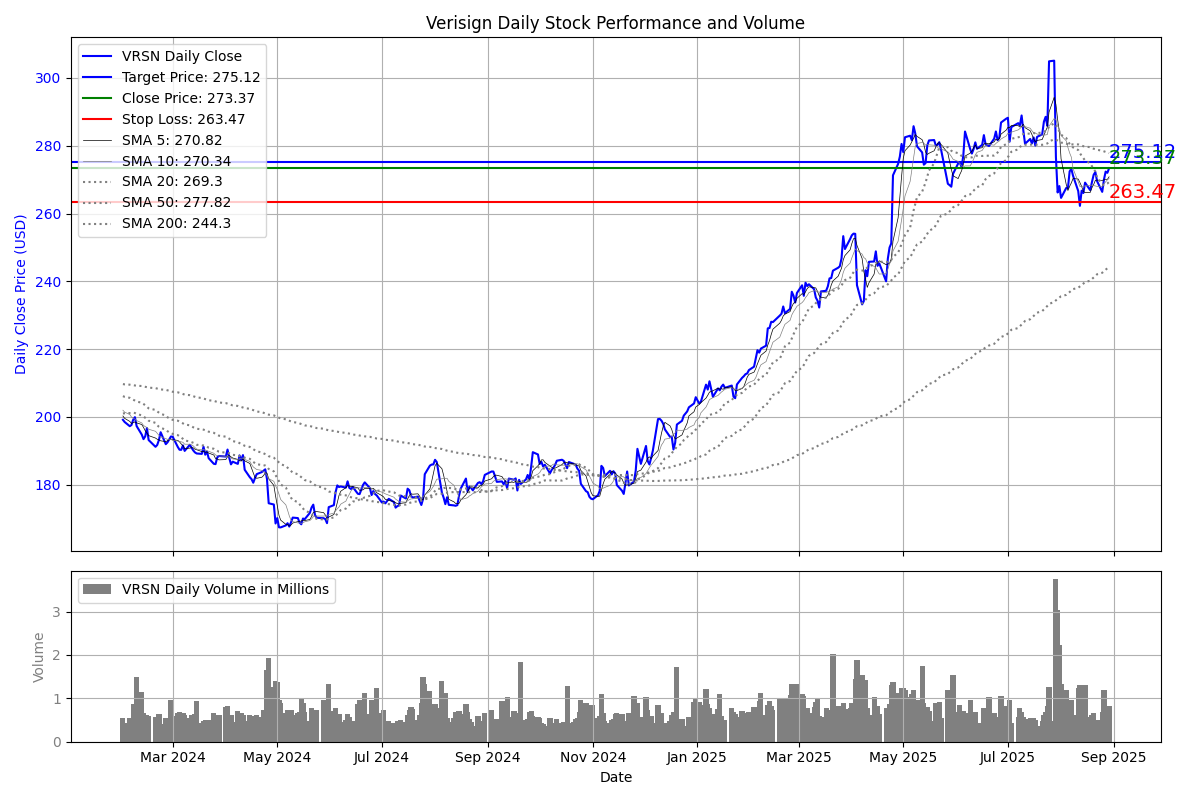 Verisign Daily Stock Performance and Volume
VRSN Daily Close
Target Price: 275.12
Close Price: 273.37
Stop Loss: 263.47
SMA 5: 270.82
SMA 10: 270.34
SMA 20: 269.3
SMA 50: 277.82
SMA 200: 244.3
300
280
260
240
220
200
180
Daily Close Price (USD)
275.12
273.37
263.47
VRSN Daily Volume in Millions
3
2
1
0
Volume
Mar 2024
May 2024
Jul 2024
Sep 2024
Nov 2024
Jan 2025
Mar 2025
May 2025
Jul 2025
Sep 2025
Date